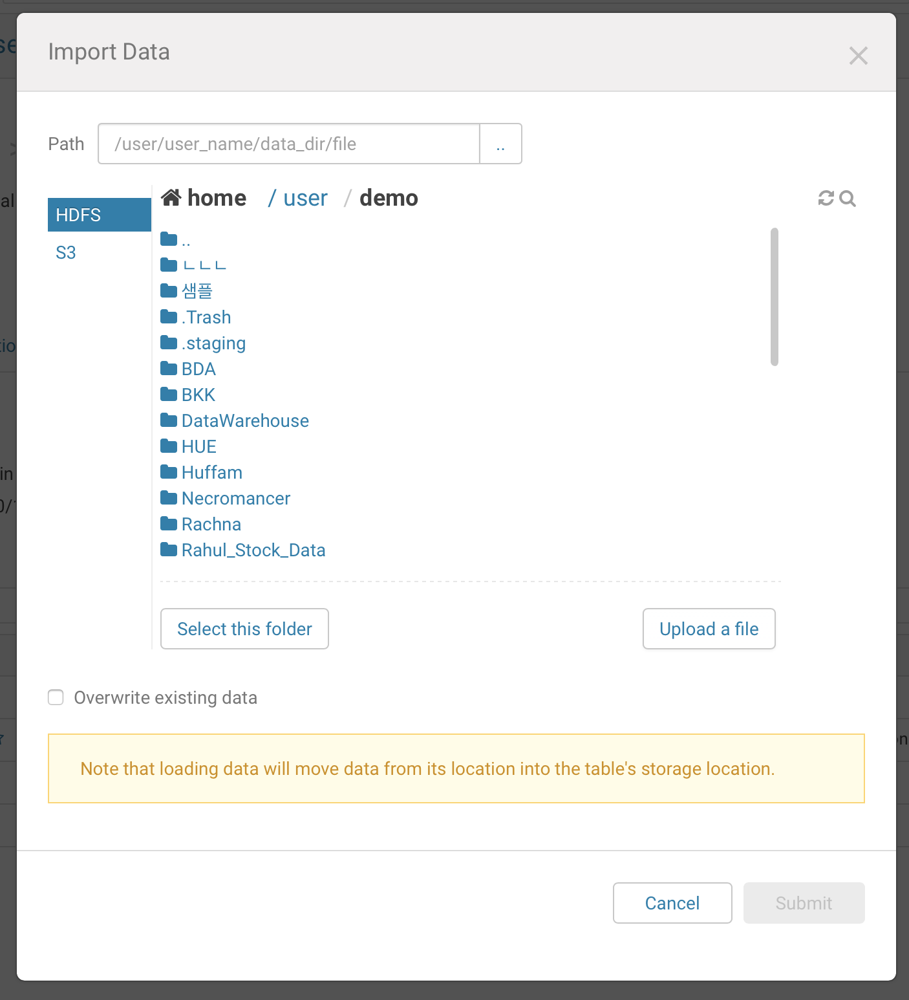 Import Data
Path /user/user_name/data_dir/file ..
home / user / demo
HDFS
S3
..
ㄴㄴㄴ
샘플
.Trash
.staging
BDA
BKK
DataWarehouse
HUE
Huffam
Necromancer
Rachna
Rahul_Stock_Data
Select this folder
Upload a file
Overwrite existing data
Note that loading data will move data from its location into the table's storage location.
Cancel
Submit